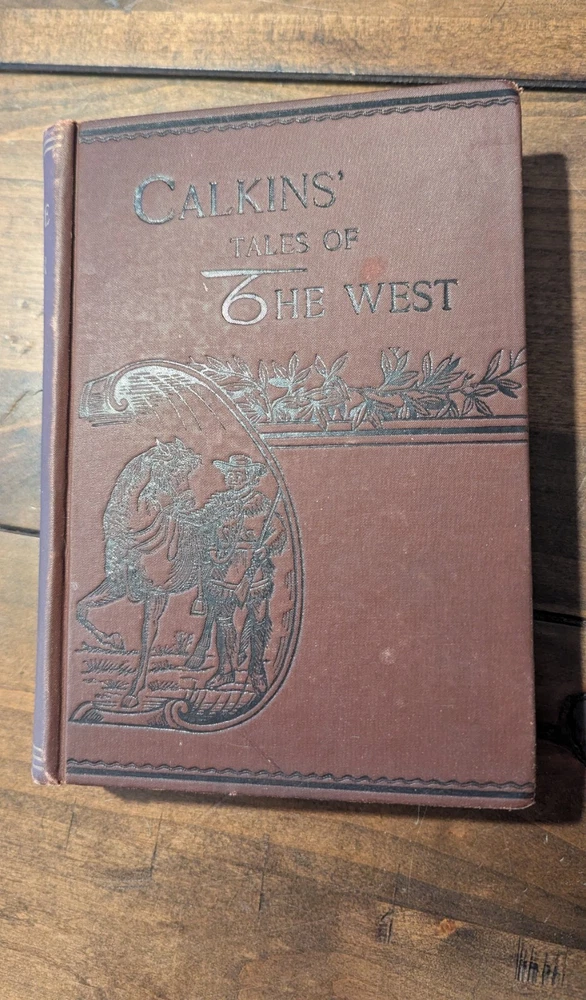 CALKINS'
TALES OF
THE WEST